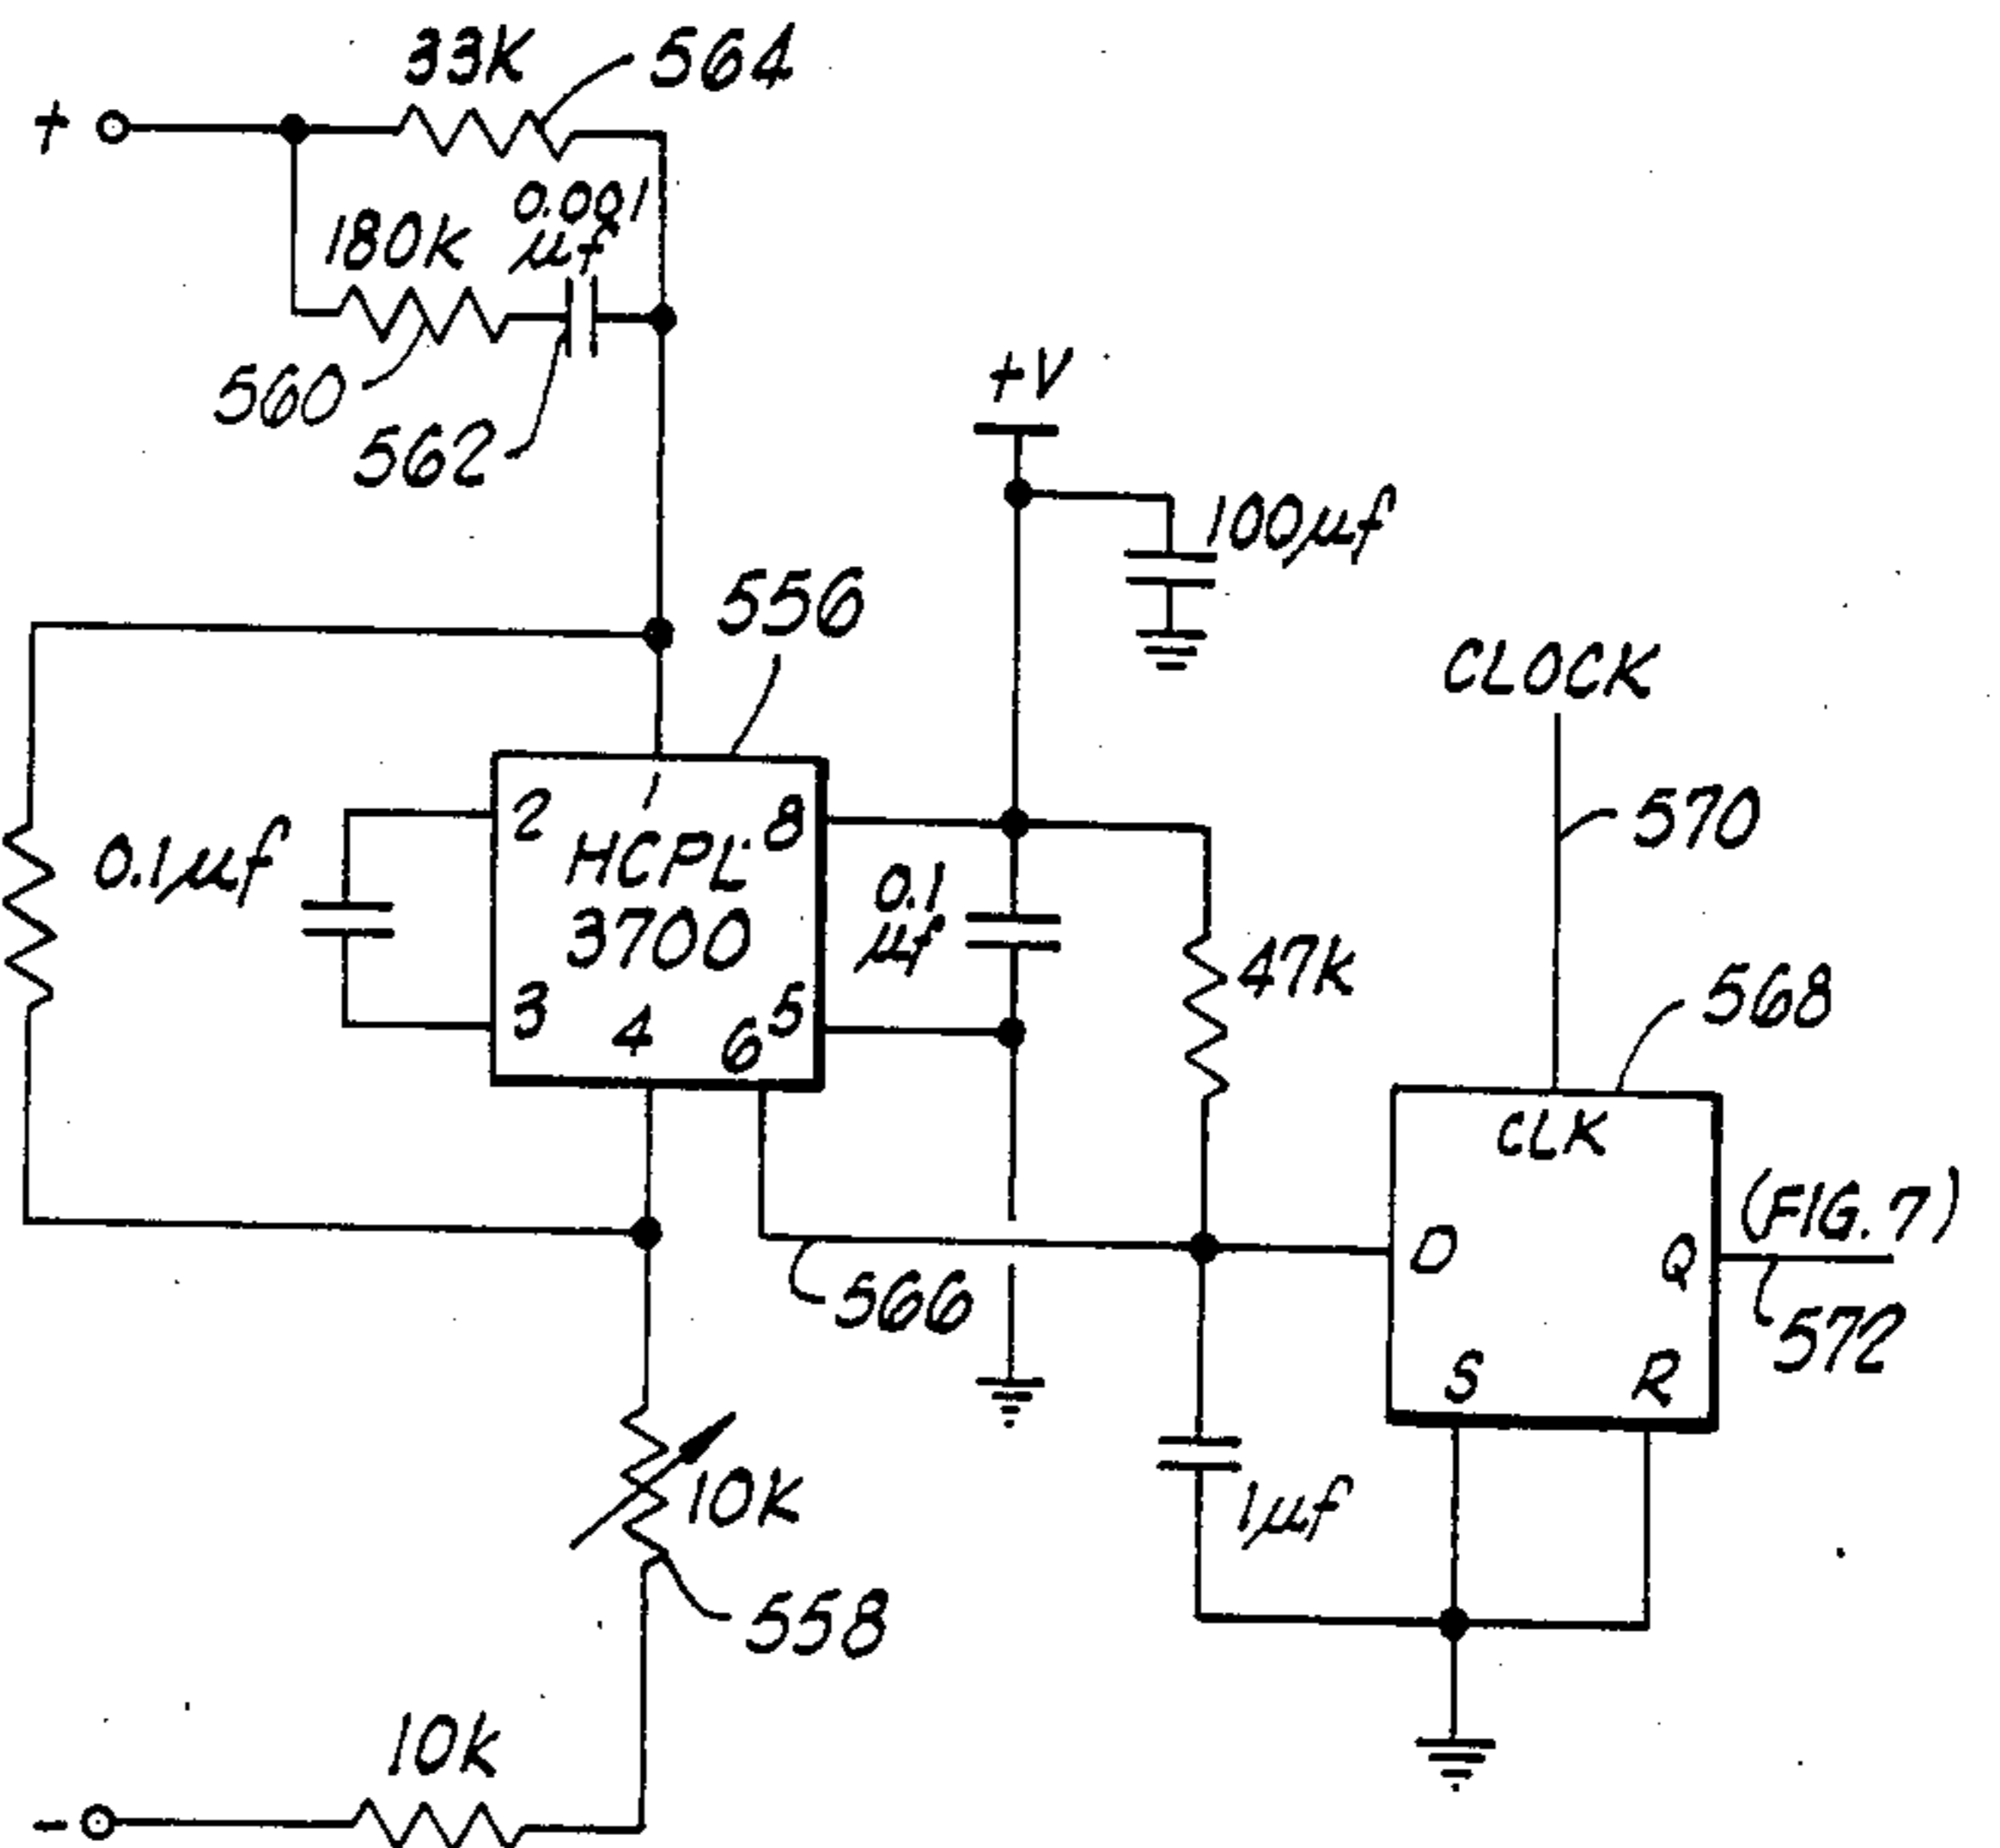 33K
564
+
0.001
µf
180K
560
562
+V
100µf
556
CLOCK
570
1
2
8
HCPL
3700
0.1µf
0.1
µf
47K
3
4
6
5
568
CLK
D
Q
(FIG. 7)
572
566
S
R
10K
1µf
558
10K
-